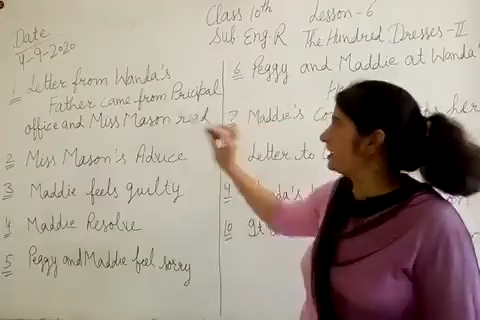 Date
4-9-2020
Class 10th Lesson-6
Sub Eng.R The Hundred Dresses-II
1 Letter from Wanda's
Father came from Pricipal
office and Miss Mason read
2 Miss Mason's Advice
3 Maddie feels guilty
4 Maddie Resolve
5 Peggy and Maddie feel sorry
6 Peggy and Maddie at Wanda's
7 Maddie's her
Letter to
10 It